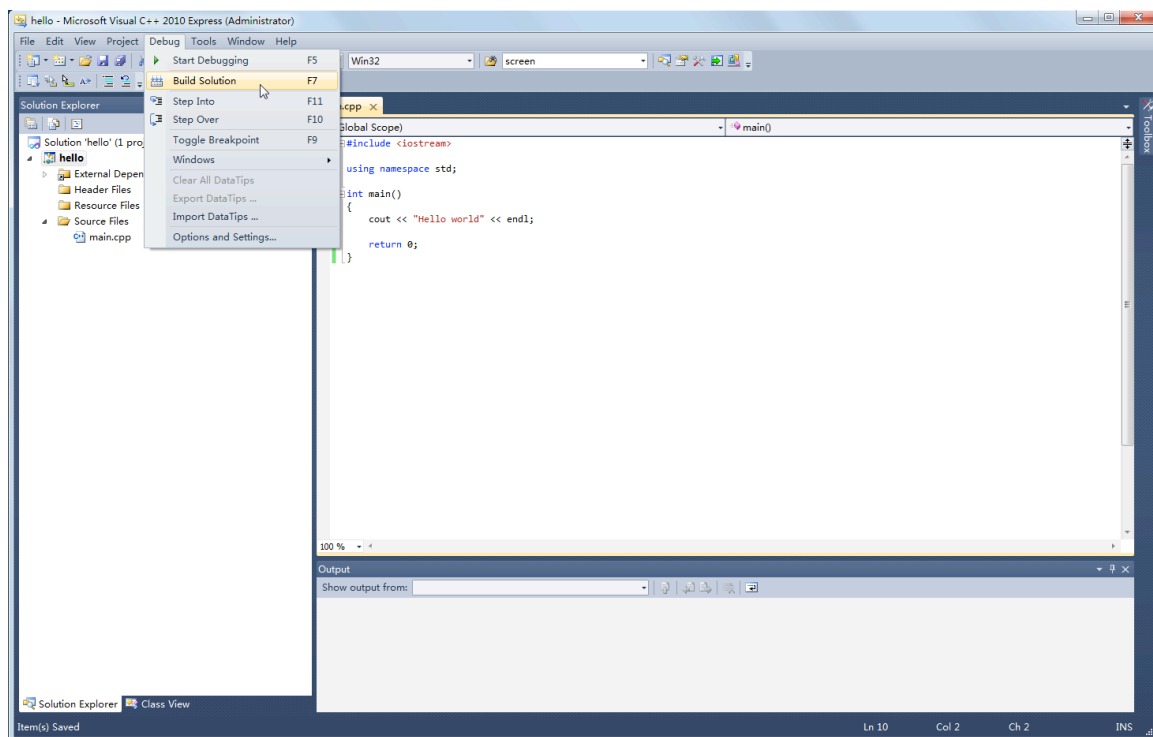 hello - Microsoft Visual C++ 2010 Express (Administrator)
File Edit View Project Debug Tools Window Help
Start Debugging F5
Build Solution F7
Step Into F11
Step Over F10
Toggle Breakpoint F9
Windows
Clear All DataTips
Export DataTips ...
Import DataTips ...
Options and Settings...
Win32 screen
Solution Explorer
Solution 'hello' (1 proj
hello
External Depen
Header Files
Resource Files
Source Files
main.cpp
.cpp
Global Scope) main()
#include <iostream>
using namespace std;
int main()
{
cout << "Hello world" << endl;
return 0;
}
Toolbox
100 %
Output
Show output from:
Solution Explorer Class View
Item(s) Saved Ln 10 Col 2 Ch 2 INS